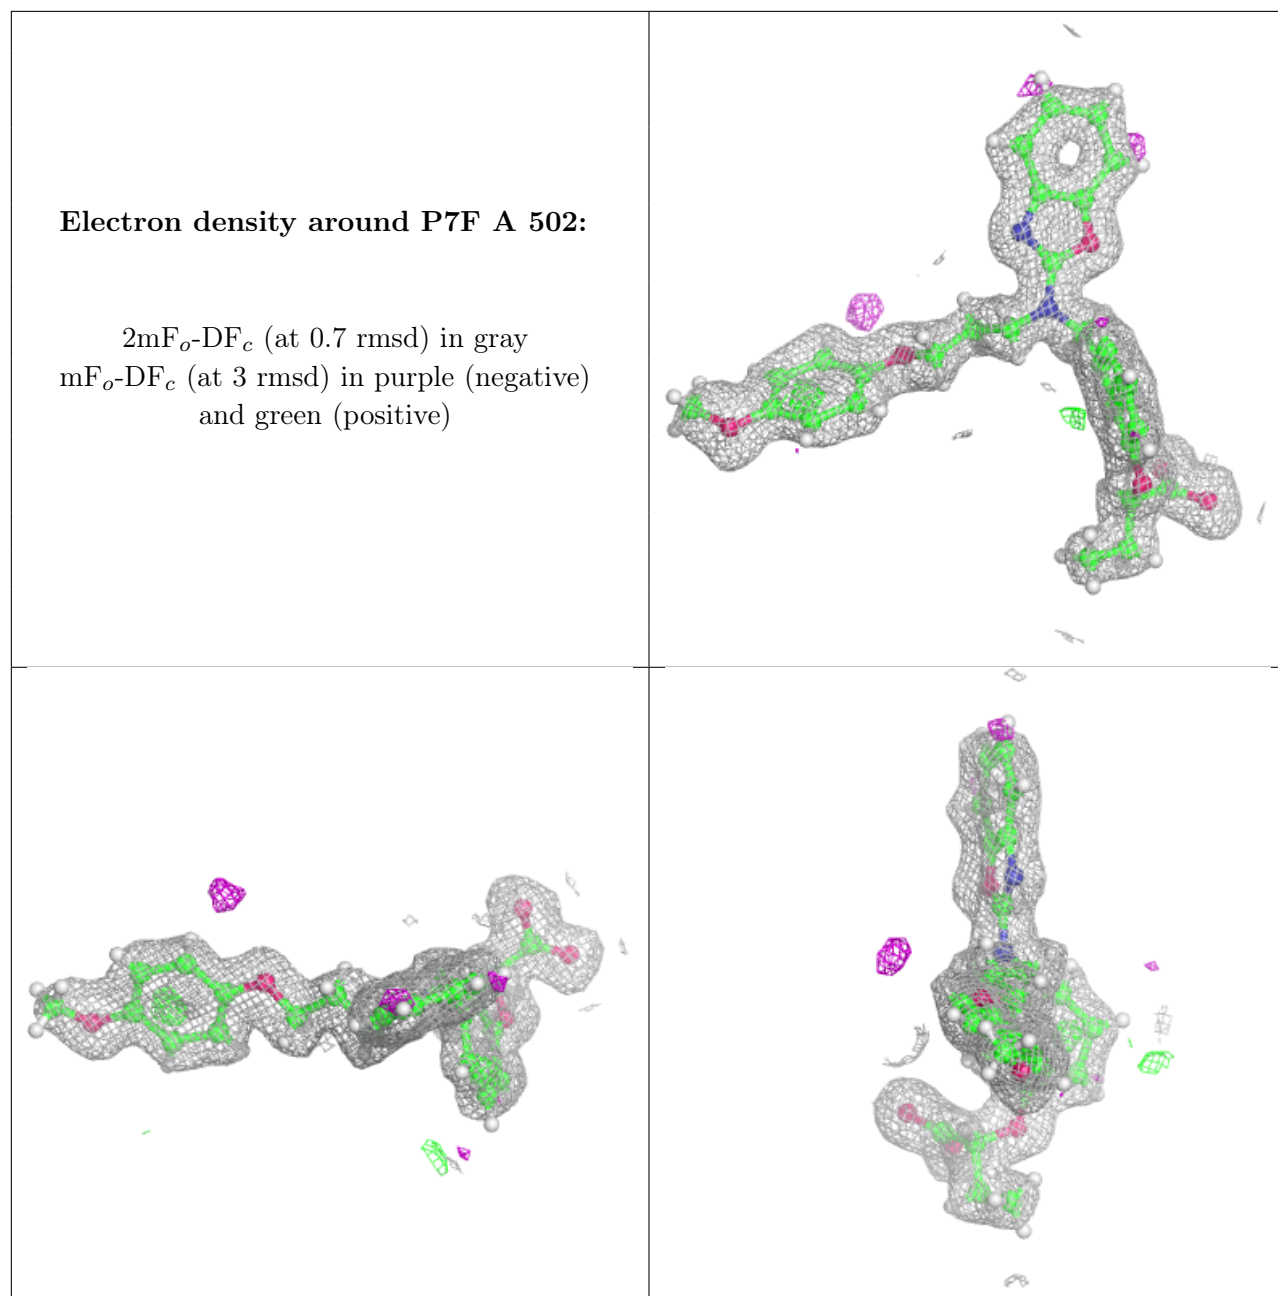 Electron density around P7F A 502:
2mFo-DFc (at 0.7 rmsd) in gray
mFo-DFc (at 3 rmsd) in purple (negative)
and green (positive)